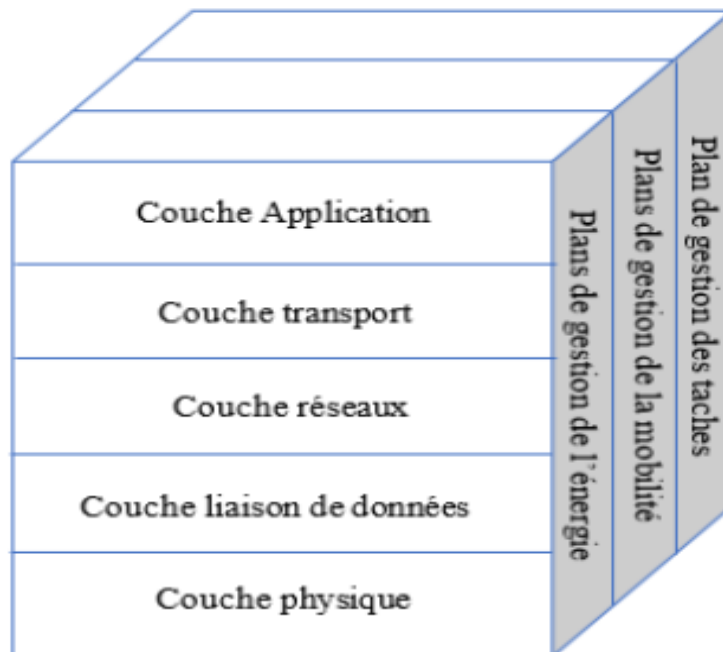 Couche Application
Couche transport
Couche réseaux
Couche liaison de données
Couche physique
Plans de gestion de l'énergie
Plans de gestion de la mobilité
Plan de gestion des taches